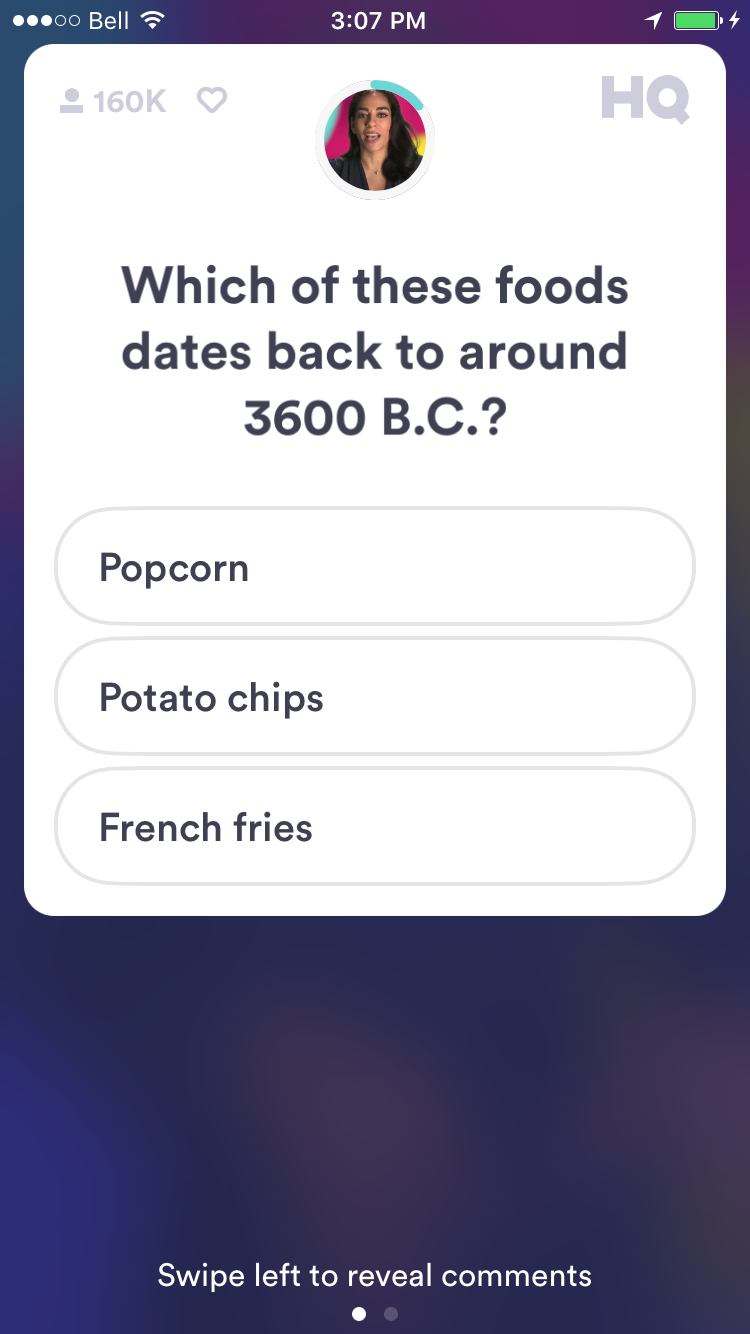 Bell 3:07 PM
160K HQ
Which of these foods
dates back to around
3600 B.C.?
Popcorn
Potato chips
French fries
Swipe left to reveal comments